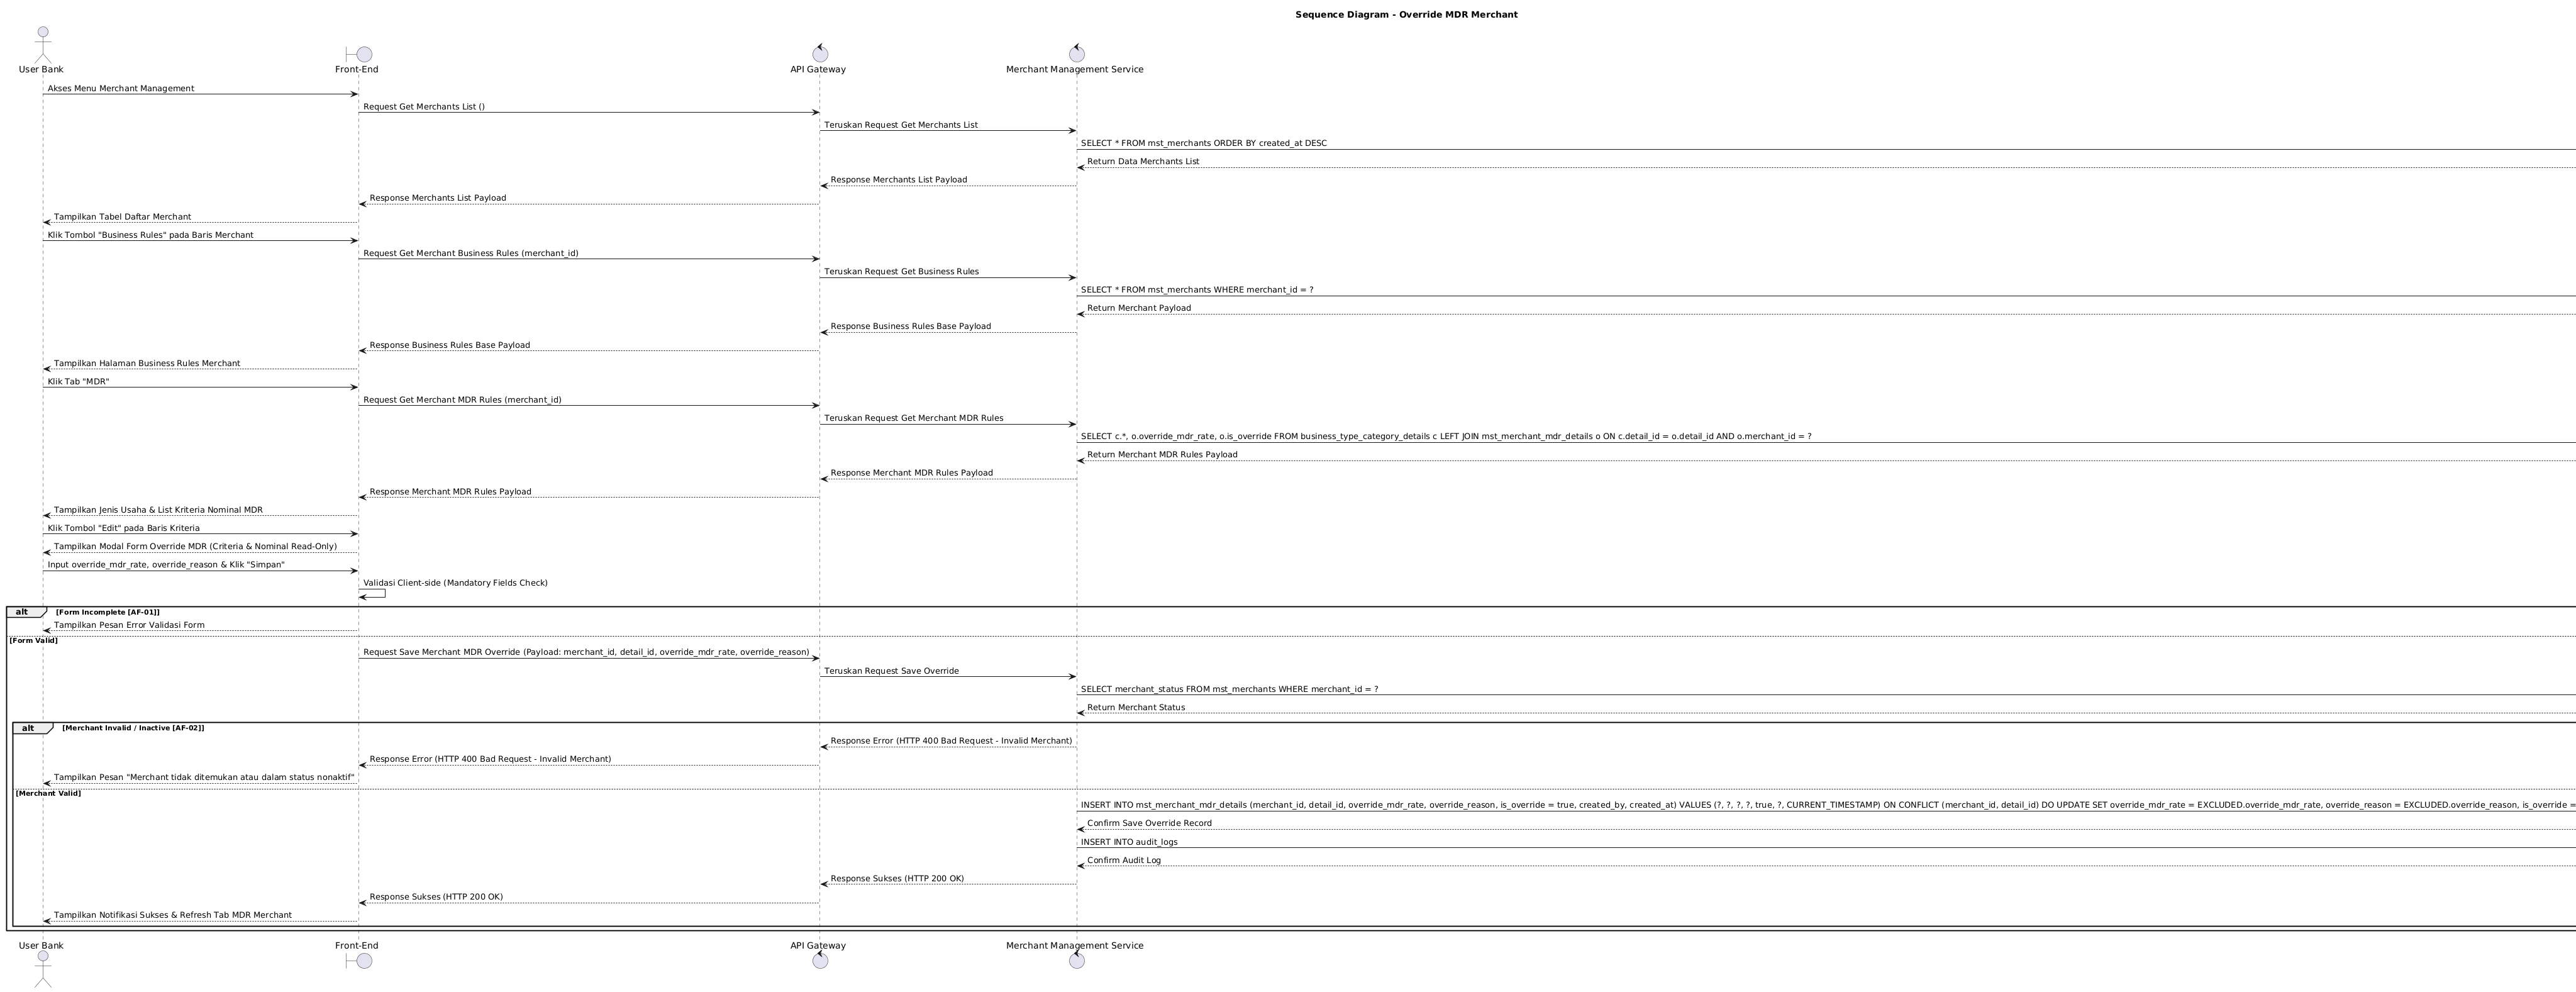 Sequence Diagram - Override MDR Merchant
User Bank
Front-End
API Gateway
Merchant Management Service
Akses Menu Merchant Management
Request Get Merchants List ()
Teruskan Request Get Merchants List
SELECT * FROM mst_merchants ORDER BY created_at DESC
Return Data Merchants List
Response Merchants List Payload
Response Merchants List Payload
Tampilkan Tabel Daftar Merchant
Klik Tombol "Business Rules" pada Baris Merchant
Request Get Merchant Business Rules (merchant_id)
Teruskan Request Get Business Rules
SELECT * FROM mst_merchants WHERE merchant_id = ?
Return Merchant Payload
Response Business Rules Base Payload
Response Business Rules Base Payload
Tampilkan Halaman Business Rules Merchant
Klik Tab "MDR"
Request Get Merchant MDR Rules (merchant_id)
Teruskan Request Get Merchant MDR Rules
SELECT c.*, o.override_mdr_rate, o.is_override FROM business_type_category_details c LEFT JOIN mst_merchant_mdr_details o ON c.detail_id = o.detail_id AND o.merchant_id = ?
Return Merchant MDR Rules Payload
Response Merchant MDR Rules Payload
Response Merchant MDR Rules Payload
Tampilkan Jenis Usaha & List Kriteria Nominal MDR
Klik Tombol "Edit" pada Baris Kriteria
Tampilkan Modal Form Override MDR (Criteria & Nominal Read-Only)
Input override_mdr_rate, override_reason & Klik "Simpan"
Validasi Client-side (Mandatory Fields Check)
alt [Form Incomplete [AF-01]]
Tampilkan Pesan Error Validasi Form
[Form Valid]
Request Save Merchant MDR Override (Payload: merchant_id, detail_id, override_mdr_rate, override_reason)
Teruskan Request Save Override
SELECT merchant_status FROM mst_merchants WHERE merchant_id = ?
Return Merchant Status
alt [Merchant Invalid / Inactive [AF-02]]
Response Error (HTTP 400 Bad Request - Invalid Merchant)
Response Error (HTTP 400 Bad Request - Invalid Merchant)
Tampilkan Pesan "Merchant tidak ditemukan atau dalam status nonaktif"
[Merchant Valid]
INSERT INTO mst_merchant_mdr_details (merchant_id, detail_id, override_mdr_rate, override_reason, is_override = true, created_by, created_at) VALUES (?, ?, ?, ?, true, ?, CURRENT_TIMESTAMP) ON CONFLICT (merchant_id, detail_id) DO UPDATE SET override_mdr_rate = EXCLUDED.override_mdr_rate, override_reason = EXCLUDED.override_reason, is_override =
Confirm Save Override Record
INSERT INTO audit_logs
Confirm Audit Log
Response Sukses (HTTP 200 OK)
Response Sukses (HTTP 200 OK)
Tampilkan Notifikasi Sukses & Refresh Tab MDR Merchant
User Bank
Front-End
API Gateway
Merchant Management Service